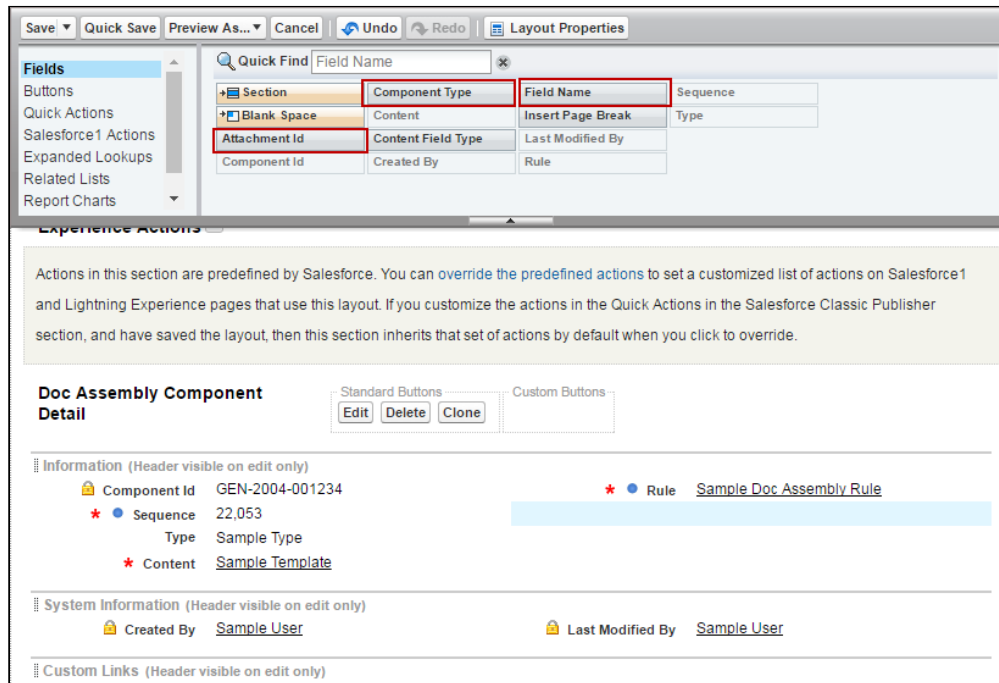 Save Quick Save Preview As... Cancel Undo Redo Layout Properties
Fields
Buttons
Quick Actions
Salesforce1 Actions
Expanded Lookups
Related Lists
Report Charts
Quick Find Field Name
Section Component Type Field Name Sequence
Blank Space Content Insert Page Break Type
Attachment Id Content Field Type Last Modified By
Component Id Created By Rule
Experience Actions
Actions in this section are predefined by Salesforce. You can override the predefined actions to set a customized list of actions on Salesforce1
and Lightning Experience pages that use this layout. If you customize the actions in the Quick Actions in the Salesforce Classic Publisher
section, and have saved the layout, then this section inherits that set of actions by default when you click to override.
Doc Assembly Component
Detail
Standard Buttons
Edit Delete Clone
Custom Buttons
Information (Header visible on edit only)
Component Id GEN-2004-001234
* Rule Sample Doc Assembly Rule
* Sequence 22,053
Type Sample Type
* Content Sample Template
System Information (Header visible on edit only)
Created By Sample User
Last Modified By Sample User
Custom Links (Header visible on edit only)